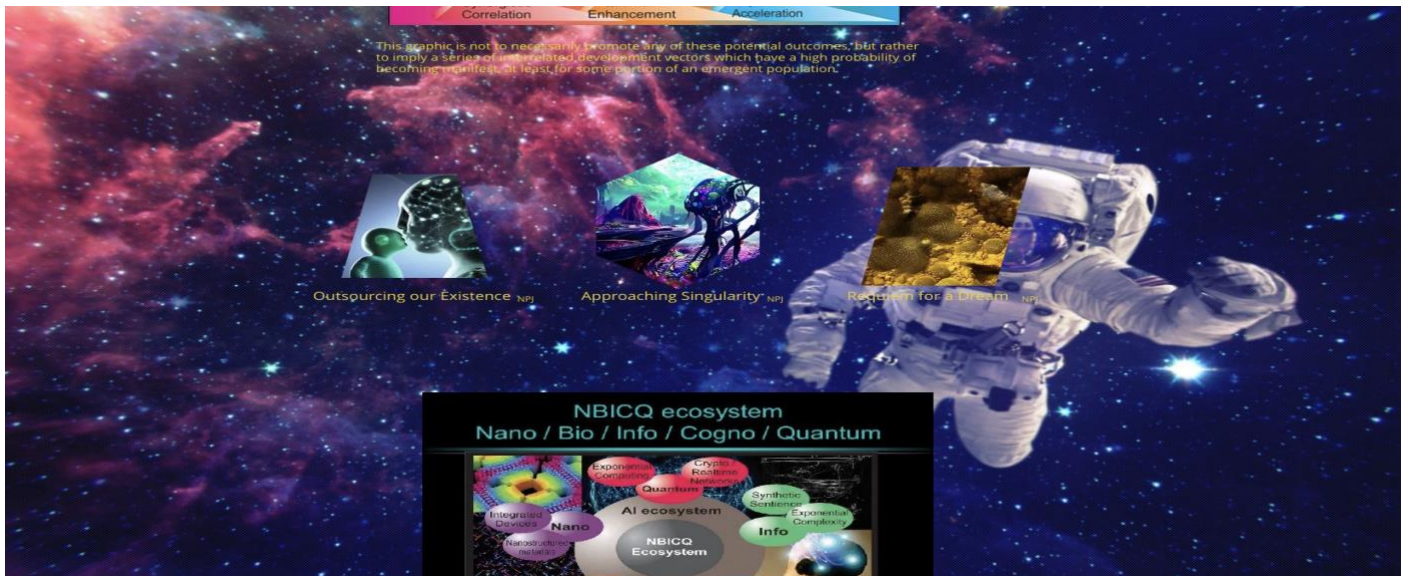 Correlation
Enhancement
Acceleration
This graphic is not to necessarily promote any of these potential outcomes, but rather
to imply a series of interrelated development vectors which have a high probability of
becoming manifest, at least for some portion of an emergent population.
Outsourcing our Existence NPJ
Approaching Singularity NPJ
Requiem for a Dream NPJ
NBICQ ecosystem
Nano / Bio / Info / Cogno / Quantum
Exponential
Computing
Crypto /
Realtime
Networks
Quantum
Synthetic
Sentience
Integrated
Devices
Nano
AI ecosystem
Exponential
Complexity
Info
Nanostructured
materials
NBICQ
Ecosystem